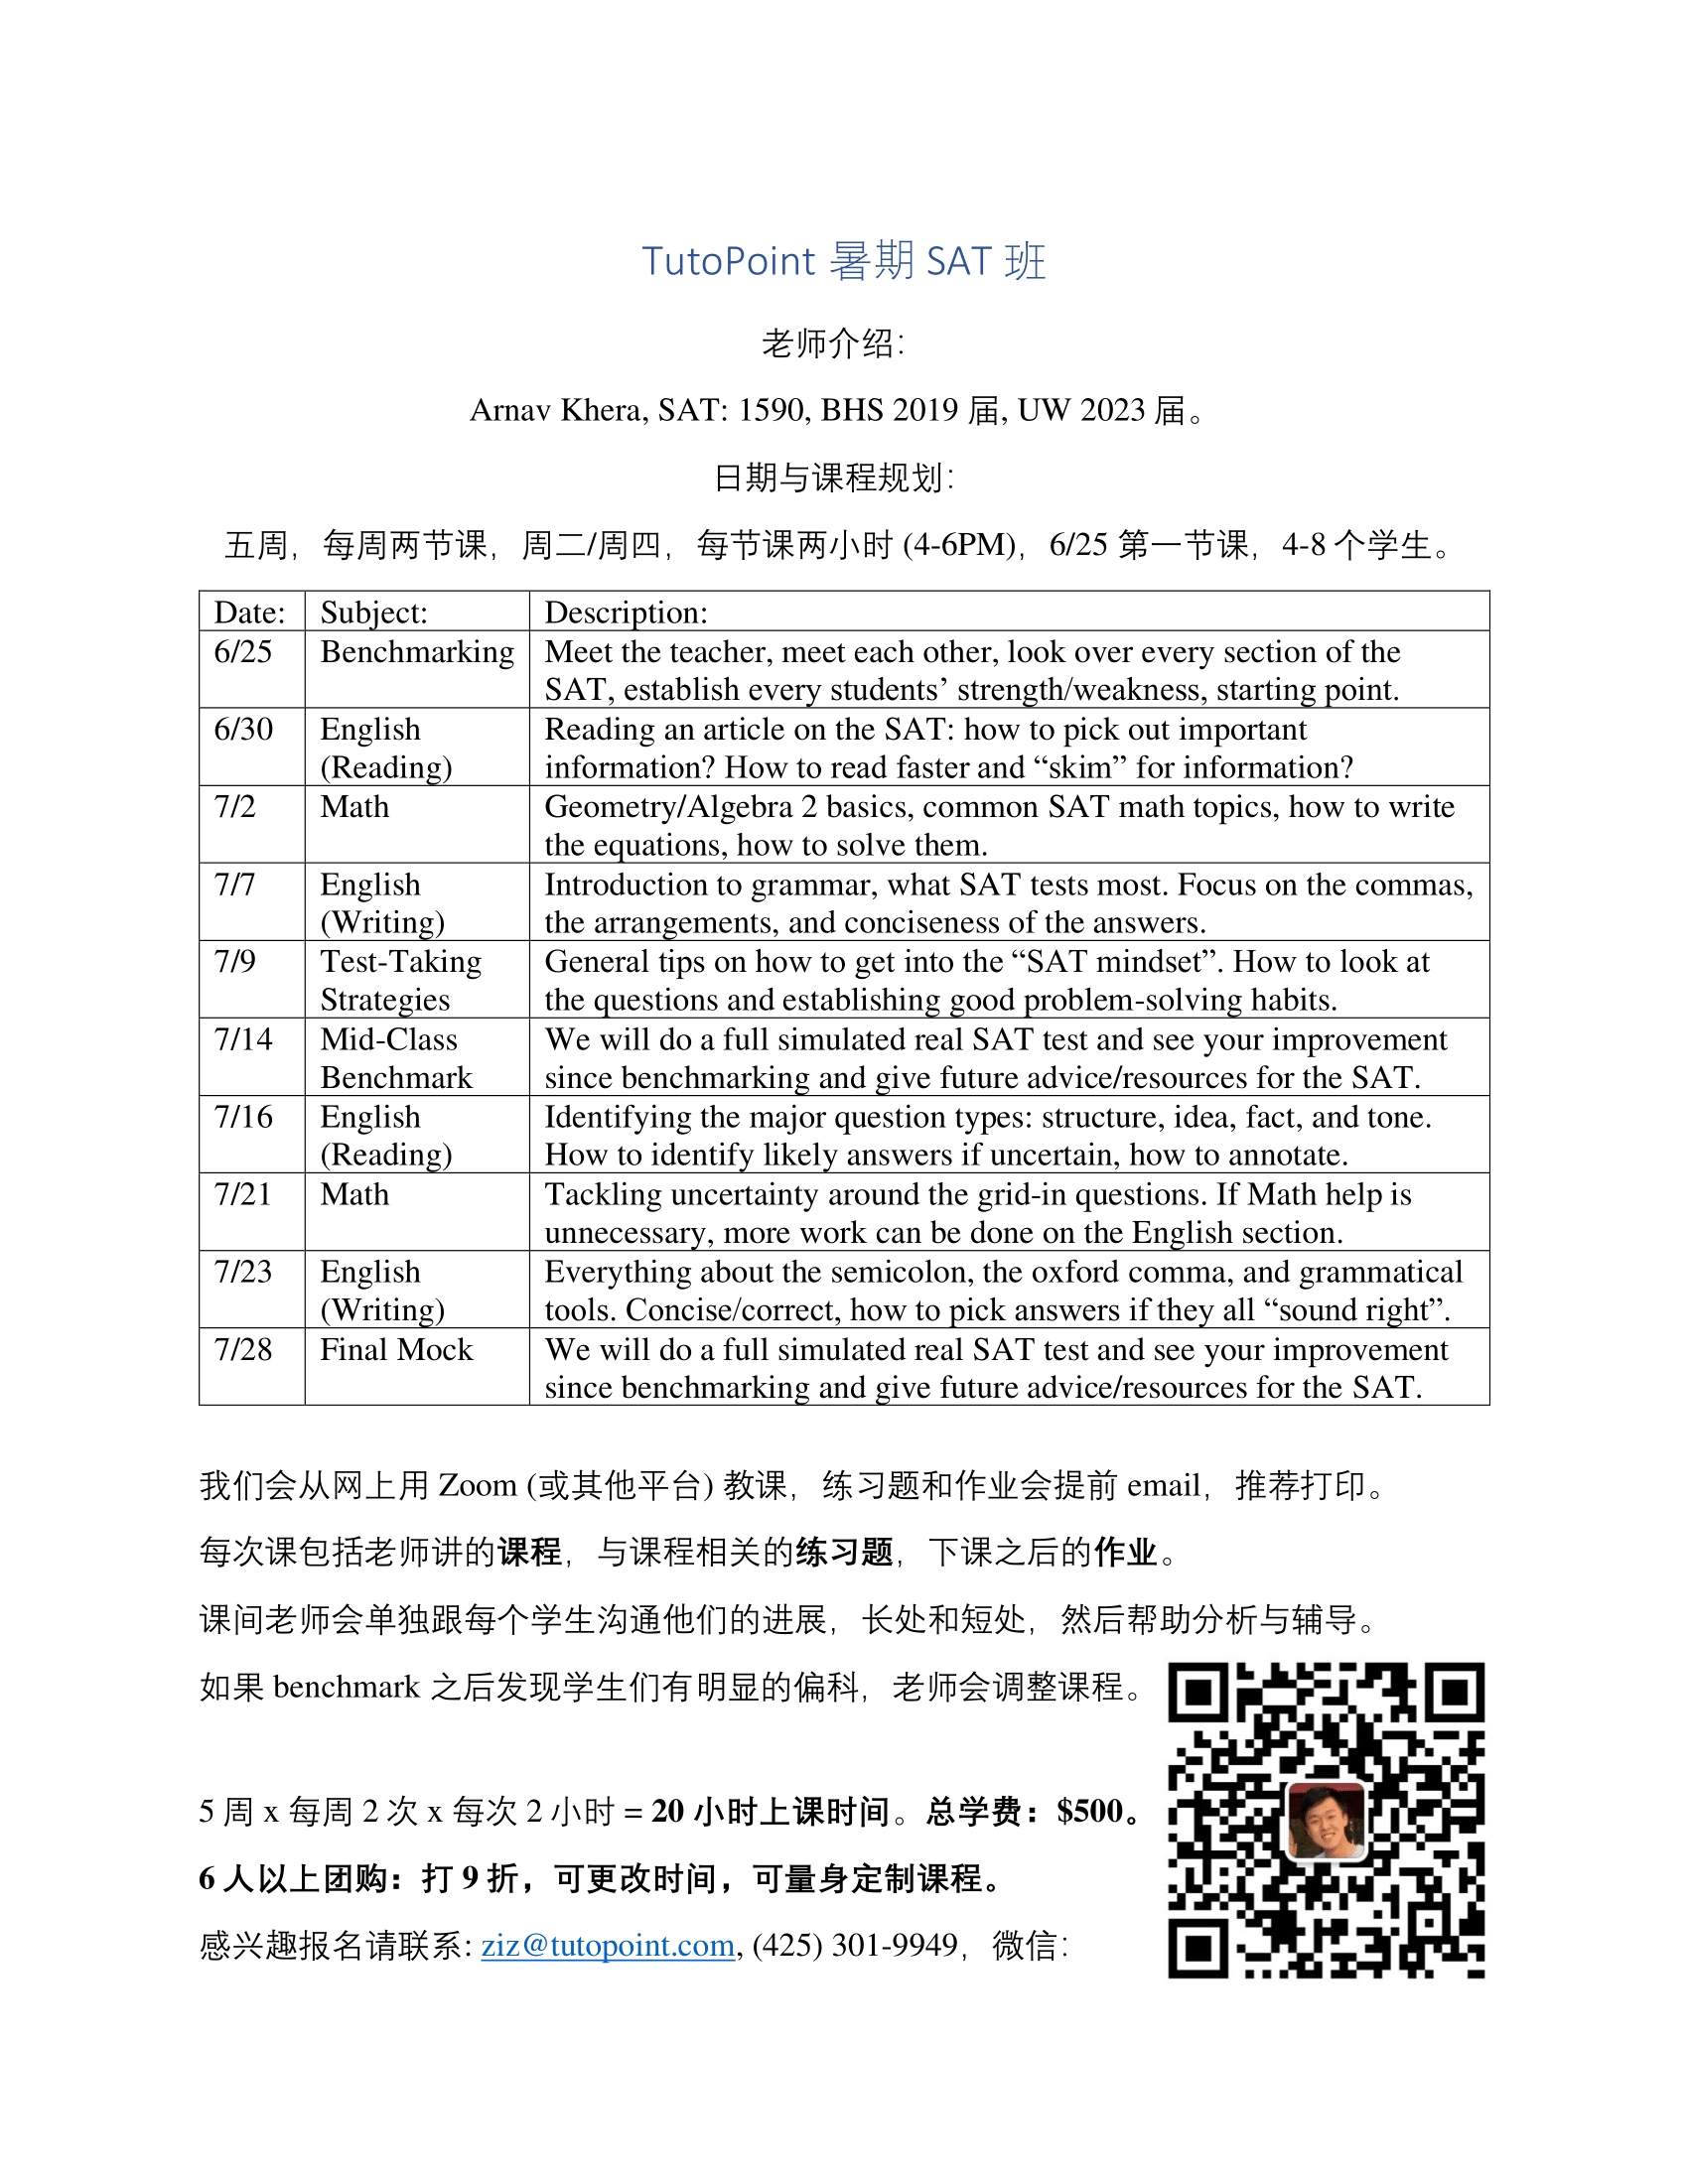 TutoPoint 暑期 SAT 班
老师介绍：
Arnav Khera, SAT: 1590, BHS 2019 届, UW 2023 届。
日期与课程规划：
五周，每周两节课，周二/周四，每节课两小时 (4-6PM)，6/25 第一节课，4-8 个学生。
Date: Subject: Description:
6/25 Benchmarking Meet the teacher, meet each other, look over every section of the
SAT, establish every students’ strength/weakness, starting point.
6/30 English Reading an article on the SAT: how to pick out important
(Reading) information? How to read faster and “skim” for information?
7/2 Math Geometry/Algebra 2 basics, common SAT math topics, how to write
the equations, how to solve them.
7/7 English Introduction to grammar, what SAT tests most. Focus on the commas,
(Writing) the arrangements, and conciseness of the answers.
7/9 Test-Taking General tips on how to get into the “SAT mindset”. How to look at
Strategies the questions and establishing good problem-solving habits.
7/14 Mid-Class We will do a full simulated real SAT test and see your improvement
Benchmark since benchmarking and give future advice/resources for the SAT.
7/16 English Identifying the major question types: structure, idea, fact, and tone.
(Reading) How to identify likely answers if uncertain, how to annotate.
7/21 Math Tackling uncertainty around the grid-in questions. If Math help is
unnecessary, more work can be done on the English section.
7/23 English Everything about the semicolon, the oxford comma, and grammatical
(Writing) tools. Concise/correct, how to pick answers if they all “sound right”.
7/28 Final Mock We will do a full simulated real SAT test and see your improvement
since benchmarking and give future advice/resources for the SAT.
我们会从网上用 Zoom (或其他平台) 教课，练习题和作业会提前 email，推荐打印。
每次课包括老师讲的课程，与课程相关的练习题，下课之后的作业。
课间老师会单独跟每个学生沟通他们的进展，长处和短处，然后帮助分析与辅导。
如果 benchmark 之后发现学生们有明显的偏科，老师会调整课程。
5 周 x 每周 2 次 x 每次 2 小时 = 20 小时上课时间。总学费：$500。
6 人以上团购：打 9 折，可更改时间，可量身定制课程。
感兴趣报名请联系: ziz@tutopoint.com, (425) 301-9949，微信：